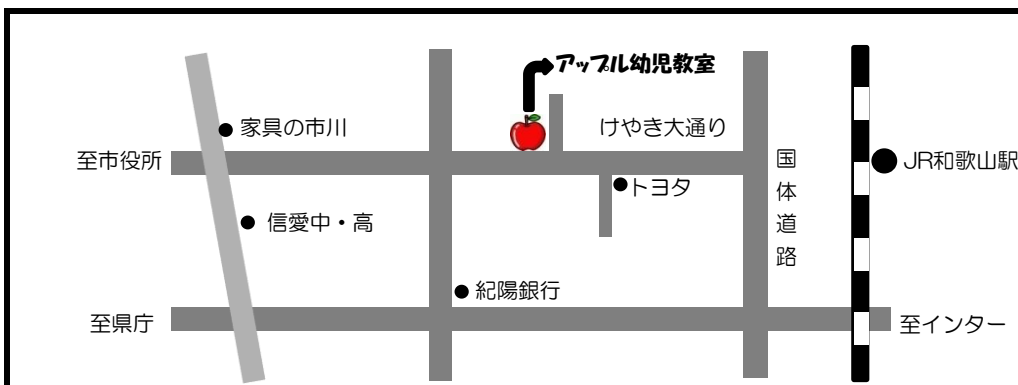 アップル幼児教室
家具の市川
けやき大通り
至市役所
国体道路
JR和歌山駅
トヨタ
信愛中・高
紀陽銀行
至県庁
至インター